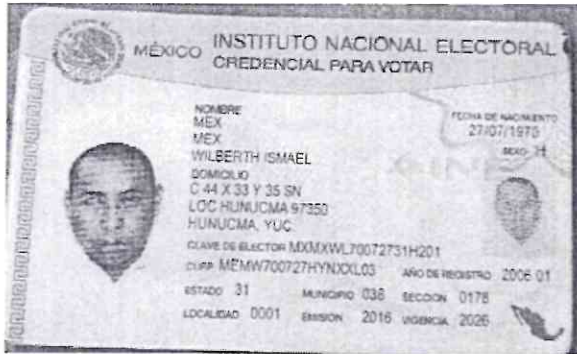 MÉXICO INSTITUTO NACIONAL ELECTORAL
CREDENCIAL PARA VOTAR
NOMBRE
MEX
MEX
WILBERTH ISMAEL
FECHA DE NACIMIENTO
27/07/1970
SEXO H
DOMICILIO
C 44 X 33 Y 35 SN
LOC HUNUCMA 97350
HUNUCMA, YUC.
CLAVE DE ELECTOR MXMXWL70072731H201
CURP MEMW700727HYNXXL03 AÑO DE REGISTRO 2006 01
ESTADO 31 MUNICIPIO 038 SECCION 0178
LOCALIDAD 0001 EMISION 2016 VIGENCIA 2026